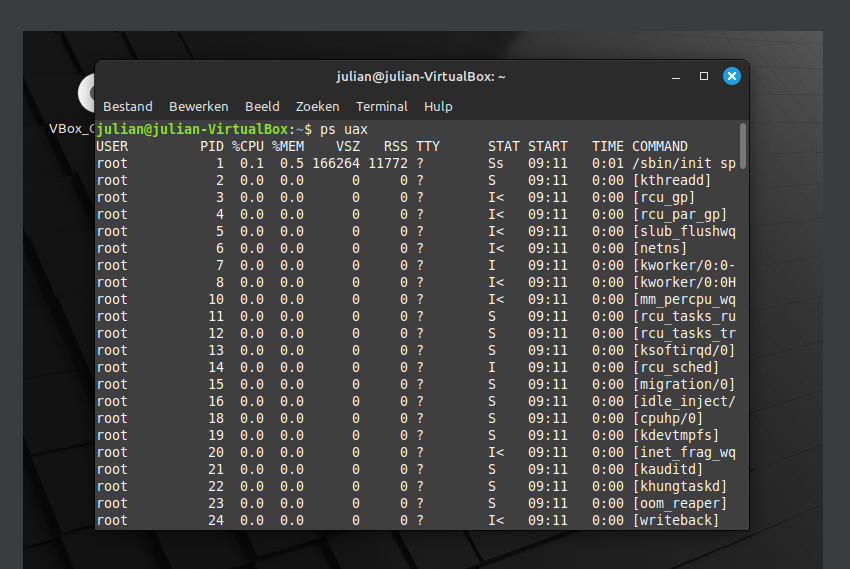 julian@julian-VirtualBox: ~
Bestand Bearbeiten Beeld Zoeken Terminal Hulp
VBox_
julian@julian-VirtualBox:~$ ps uax
USER PID %CPU %MEM VSZ RSS TTY STAT START TIME COMMAND
root 1 0.1 0.5 166264 11772 ? Ss 09:11 0:01 /sbin/init sp
root 2 0.0 0.0 0 0 ? S 09:11 0:00 [kthreadd]
root 3 0.0 0.0 0 0 ? I< 09:11 0:00 [rcu_gp]
root 4 0.0 0.0 0 0 ? I< 09:11 0:00 [rcu_par_gp]
root 5 0.0 0.0 0 0 ? I< 09:11 0:00 [slub_flushwq
root 6 0.0 0.0 0 0 ? I< 09:11 0:00 [netns]
root 7 0.0 0.0 0 0 ? I 09:11 0:00 [kworker/0:0-
root 8 0.0 0.0 0 0 ? I< 09:11 0:00 [kworker/0:0H
root 10 0.0 0.0 0 0 ? I< 09:11 0:00 [mm_percpu_wq
root 11 0.0 0.0 0 0 ? S 09:11 0:00 [rcu_tasks_ru
root 12 0.0 0.0 0 0 ? S 09:11 0:00 [rcu_tasks_tr
root 13 0.0 0.0 0 0 ? S 09:11 0:00 [ksoftirqd/0]
root 14 0.0 0.0 0 0 ? I 09:11 0:00 [rcu_sched]
root 15 0.0 0.0 0 0 ? S 09:11 0:00 [migration/0]
root 16 0.0 0.0 0 0 ? S 09:11 0:00 [idle_inject/
root 18 0.0 0.0 0 0 ? S 09:11 0:00 [cpuhp/0]
root 19 0.0 0.0 0 0 ? S 09:11 0:00 [kdevtmpfs]
root 20 0.0 0.0 0 0 ? I< 09:11 0:00 [inet_frag_wq
root 21 0.0 0.0 0 0 ? S 09:11 0:00 [kauditd]
root 22 0.0 0.0 0 0 ? S 09:11 0:00 [khungtaskd]
root 23 0.0 0.0 0 0 ? S 09:11 0:00 [oom_reaper]
root 24 0.0 0.0 0 0 ? I< 09:11 0:00 [writeback]